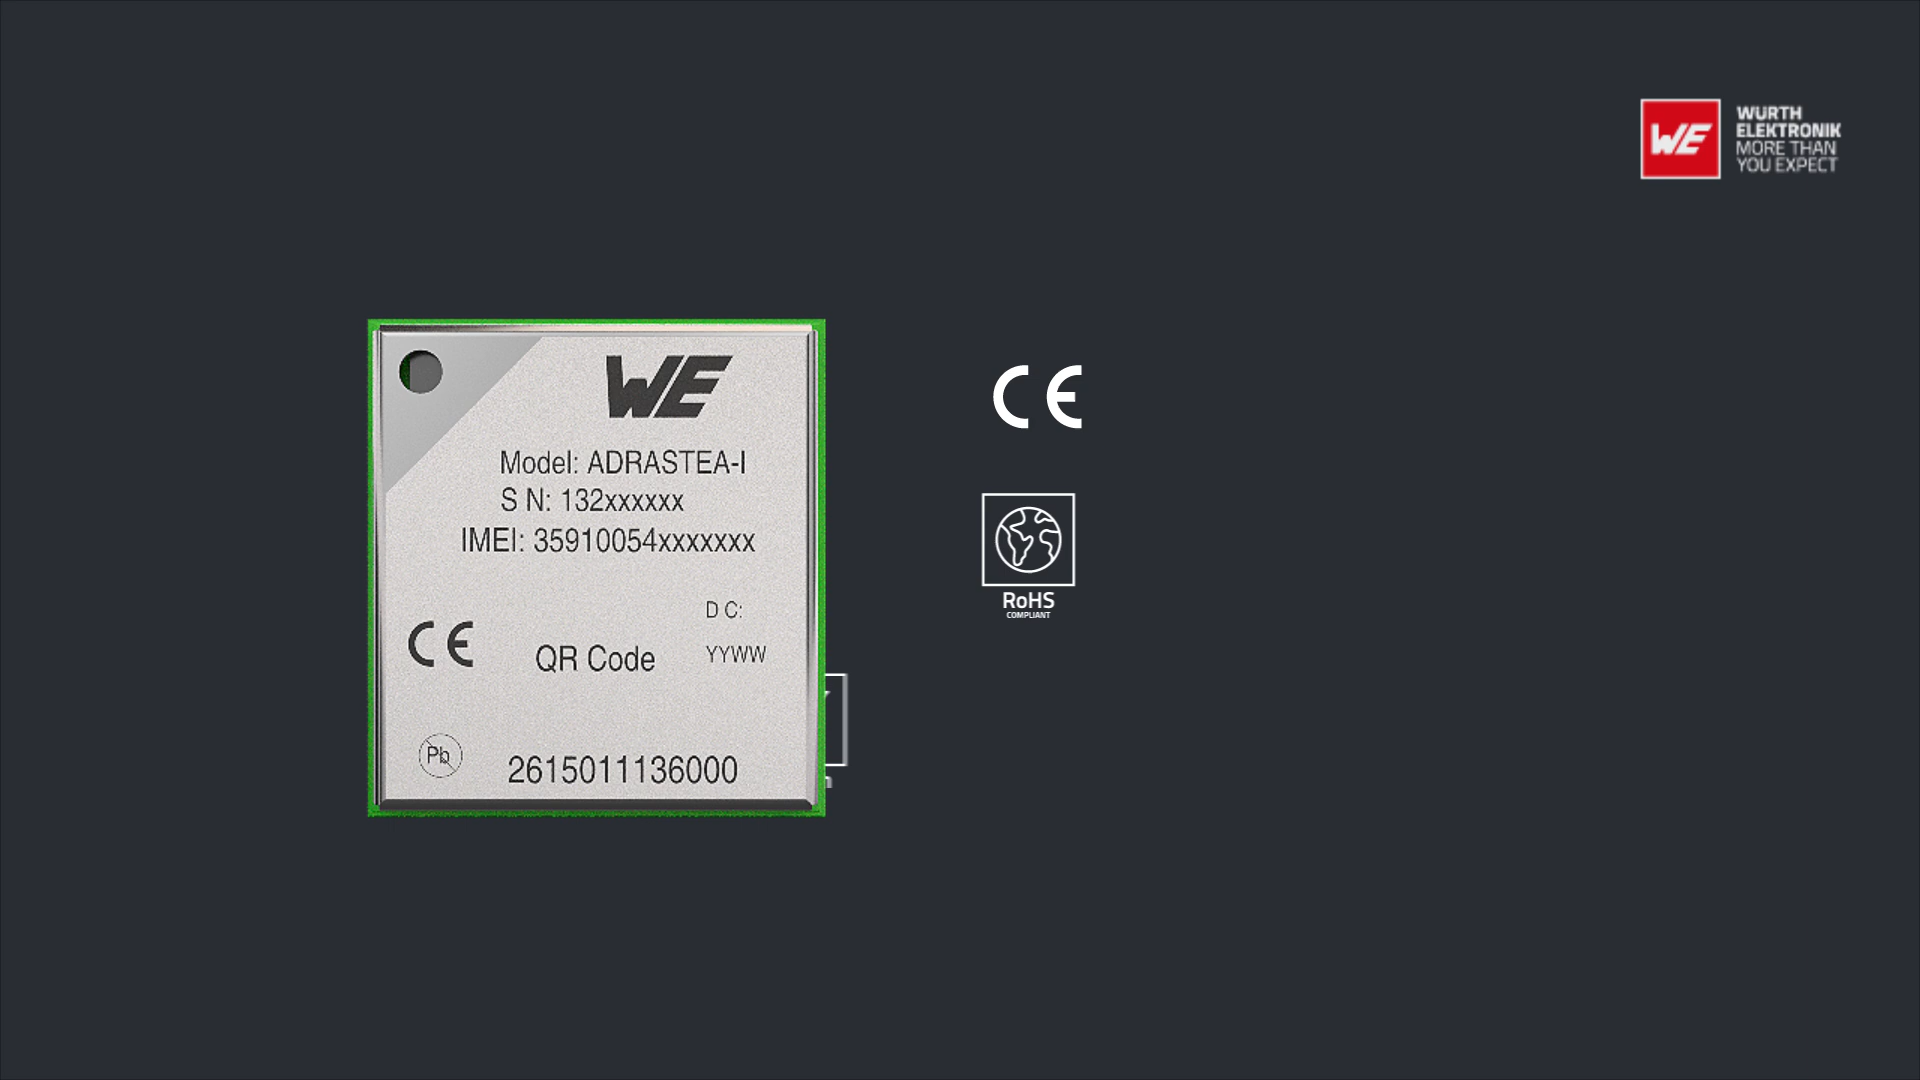 WURTH
ELEKTRONIK
MORE THAN
YOU EXPECT
WE
WE
Model: ADRASTEA-I
S N: 132xxxxxx
IMEI: 35910054xxxxxxx
D C:
CE
QR Code
YYWW
Pb
2615011136000
CE
RoHS
COMPLIANT